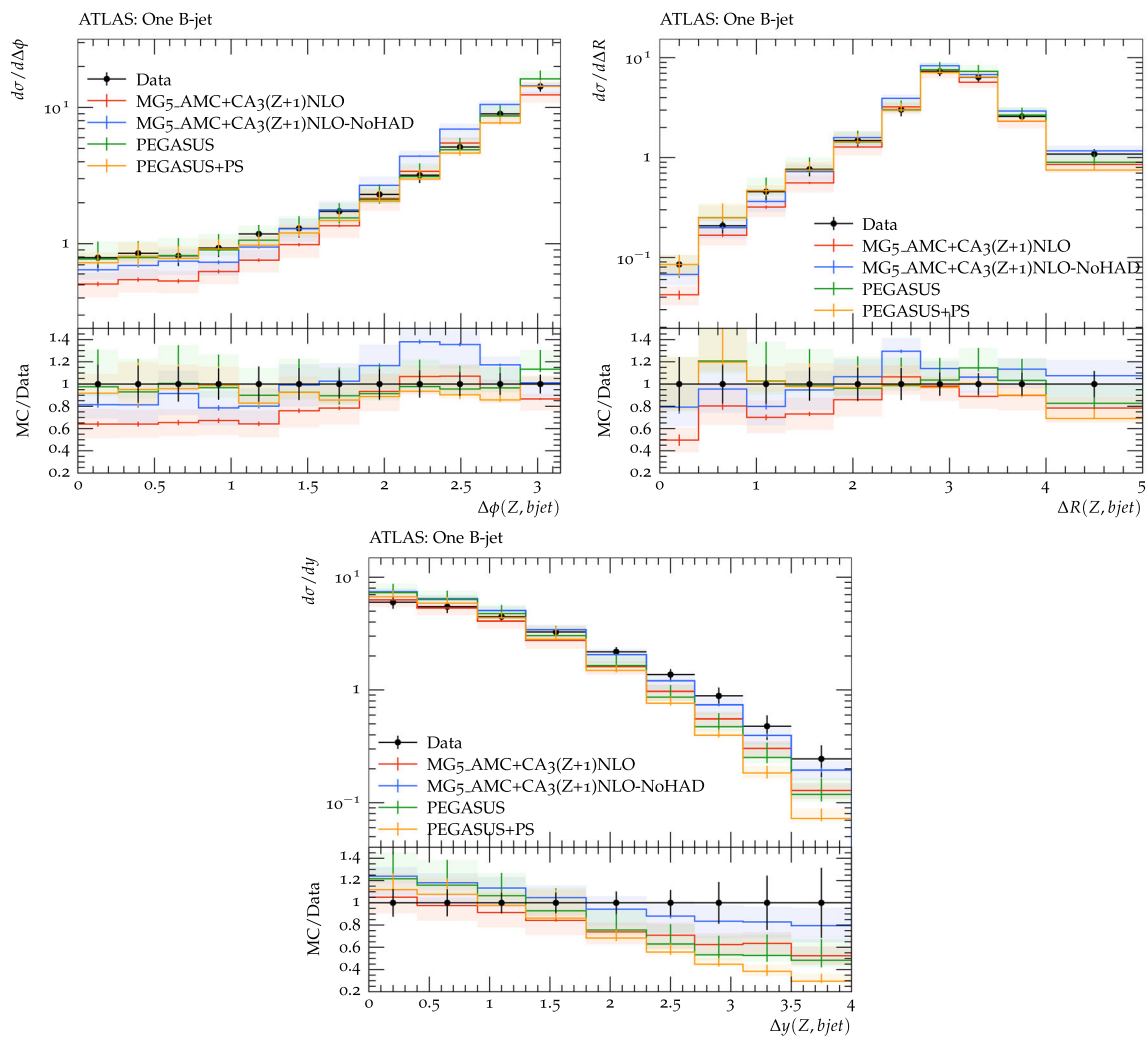 ATLAS: One B-jet
dσ/dΔϕ
10¹
1
Data
MG5_AMC+CA3(Z+1)NLO
MG5_AMC+CA3(Z+1)NLO-NoHAD
PEGASUS
PEGASUS+PS
MC/Data
1.4
1.2
1
0.8
0.6
0.4
0.2
0 0.5 1 1.5 2 2.5 3
Δϕ(Z, bjet)
ATLAS: One B-jet
dσ/dΔR
10¹
1
10⁻¹
Data
MG5_AMC+CA3(Z+1)NLO
MG5_AMC+CA3(Z+1)NLO-NoHAD
PEGASUS
PEGASUS+PS
MC/Data
1.4
1.2
1
0.8
0.6
0.4
0.2
0 1 2 3 4 5
ΔR(Z, bjet)
ATLAS: One B-jet
dσ/dy
10¹
1
10⁻¹
Data
MG5_AMC+CA3(Z+1)NLO
MG5_AMC+CA3(Z+1)NLO-NoHAD
PEGASUS
PEGASUS+PS
MC/Data
1.4
1.2
1
0.8
0.6
0.4
0.2
0 0.5 1 1.5 2 2.5 3 3.5 4
Δy(Z, bjet)